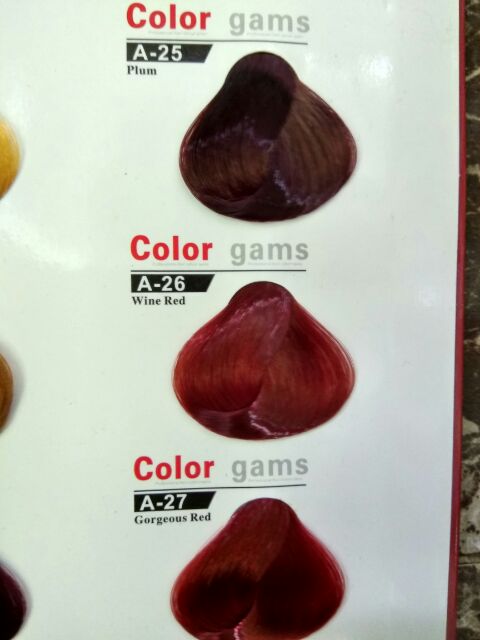 Color gams
A-25
Plum
Color gams
A-26
Wine Red
Color gams
A-27
Gorgeous Red